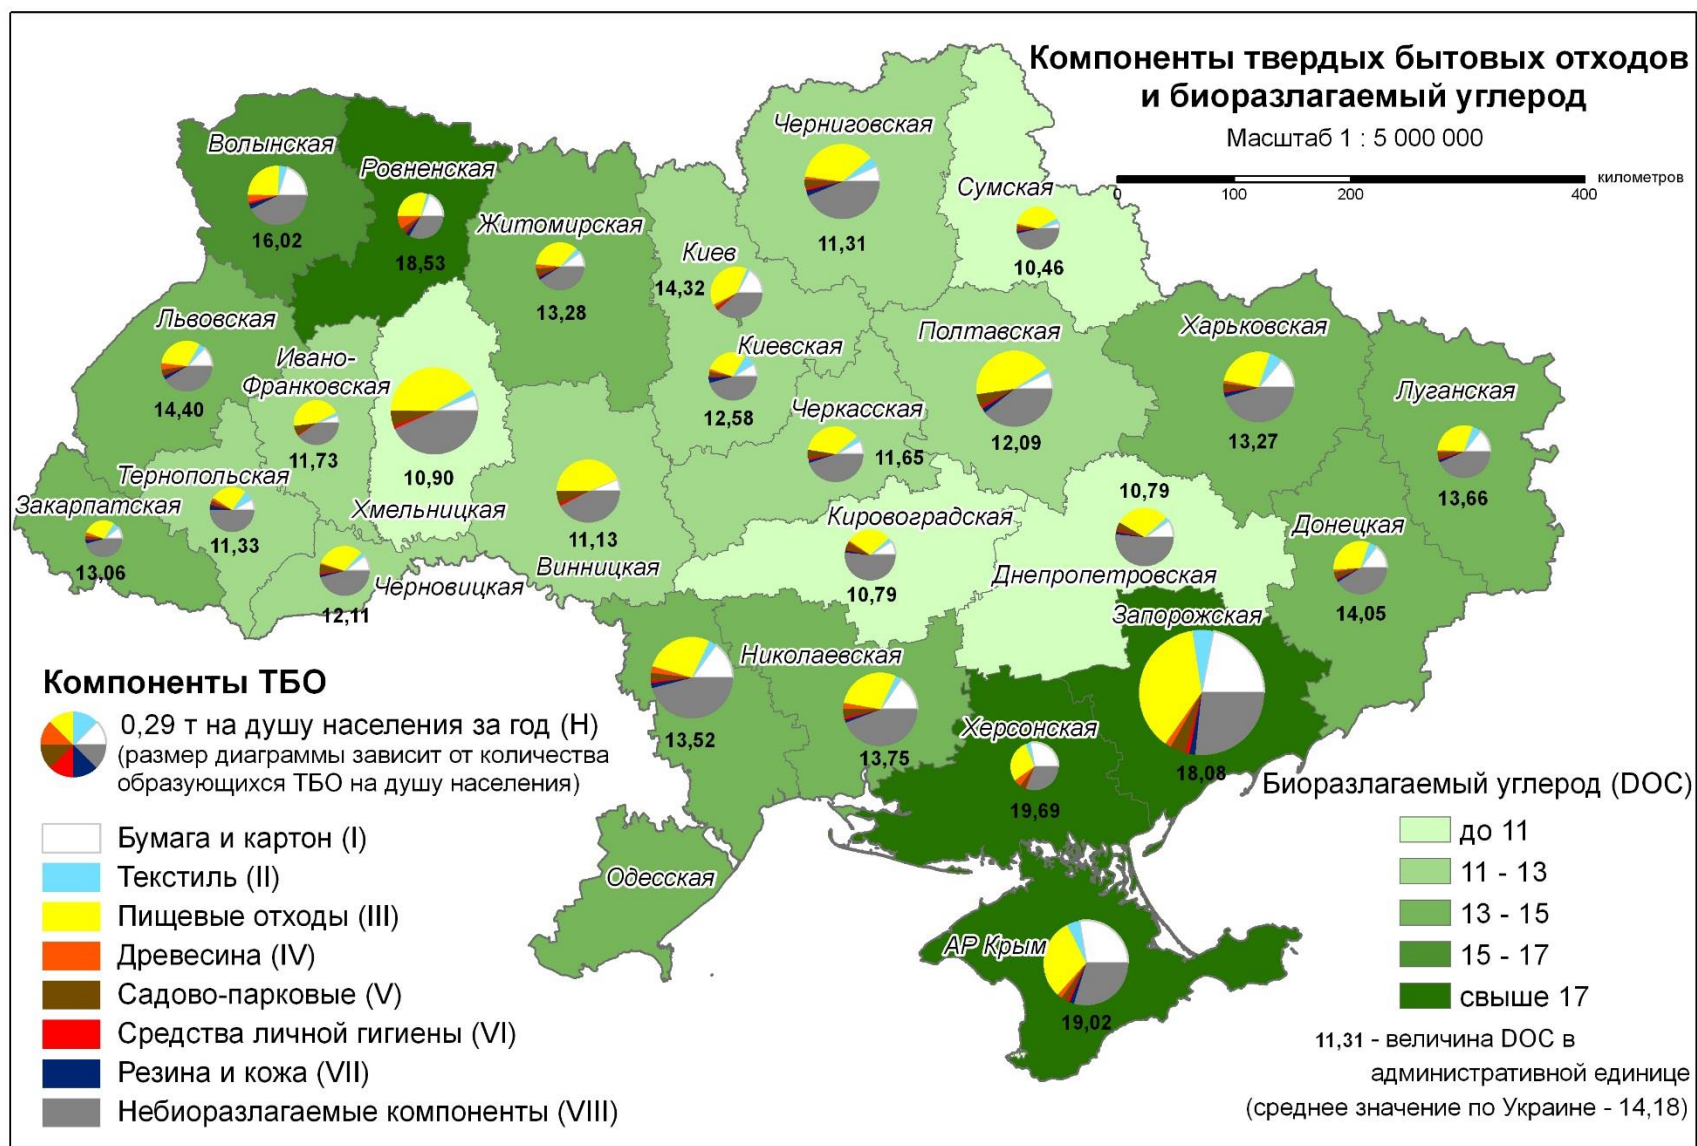 Компоненты твердых бытовых отходов
и биоразлагаемый углерод
Масштаб 1 : 5 000 000
километров
0 100 200 400
Волынская
16,02
Ровненская
18,53
Житомирская
13,28
Киев
14,32
Черниговская
11,31
Сумская
10,46
Львовская
14,40
Ивано-
Франковская
11,73
10,90
Хмельницкая
Киевская
12,58
Черкасская
11,65
Полтавская
12,09
Харьковская
13,27
Луганская
13,66
Закарпатская
13,06
Тернопольская
11,33
Черновицкая
12,11
11,13
Винницкая
Кировоградская
10,79
10,79
Днепропетровская
Донецкая
14,05
Запорожская
18,08
Николаевская
13,75
13,52
Одесская
Херсонская
19,69
АР Крым
19,02
Компоненты ТБО
0,29 т на душу населения за год (Н)
(размер диаграммы зависит от количества
образующихся ТБО на душу населения)
Бумага и картон (I)
Текстиль (II)
Пищевые отходы (III)
Древесина (IV)
Садово-парковые (V)
Средства личной гигиены (VI)
Резина и кожа (VII)
Небиоразлагаемые компоненты (VIII)
Биоразлагаемый углерод (DOC)
до 11
11 - 13
13 - 15
15 - 17
свыше 17
11,31 - величина DOC в
административной единице
(среднее значение по Украине - 14,18)